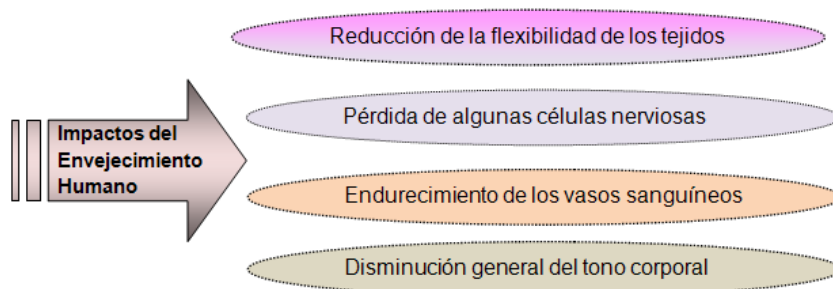 Impactos del
Envejecimiento
Humano
Reducción de la flexibilidad de los tejidos
Pérdida de algunas células nerviosas
Endurecimiento de los vasos sanguíneos
Disminución general del tono corporal